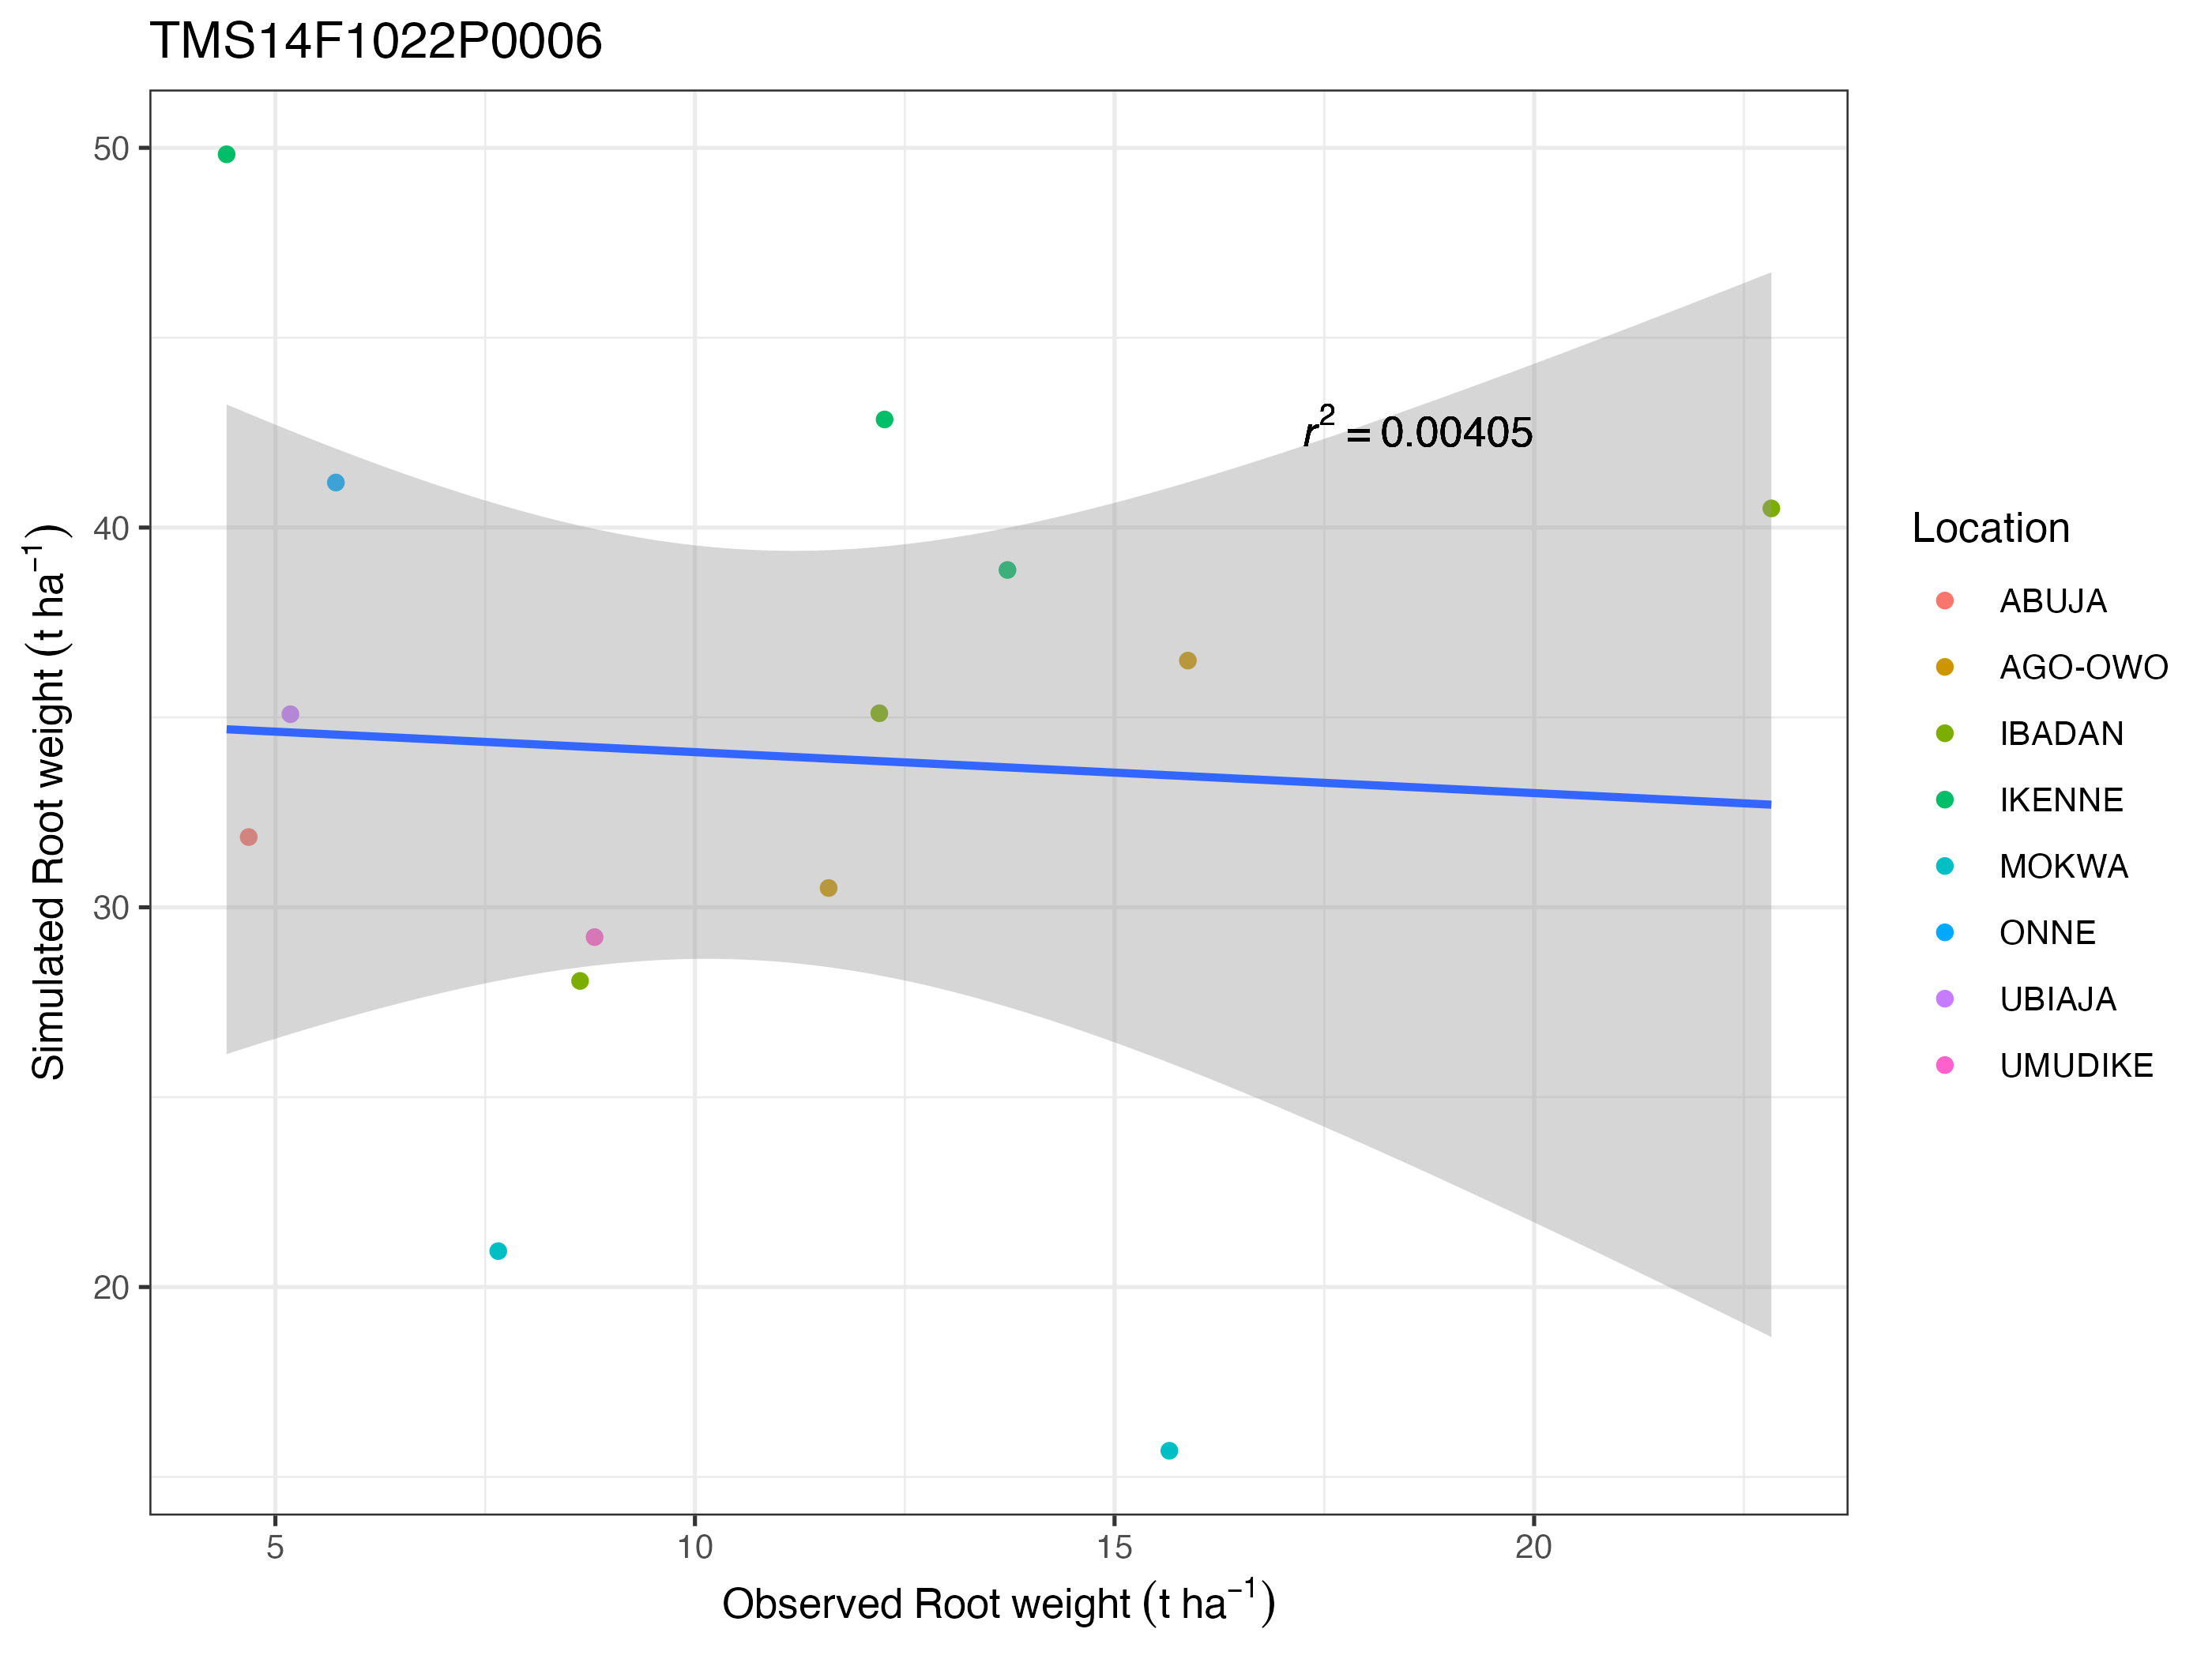 TMS14F1022P0006
50
40
30
20
Simulated Root weight (t ha⁻¹)
r² = 0.00405
5 10 15 20
Observed Root weight (t ha⁻¹)
Location
ABUJA
AGO-OWO
IBADAN
IKENNE
MOKWA
ONNE
UBIAJA
UMUDIKE